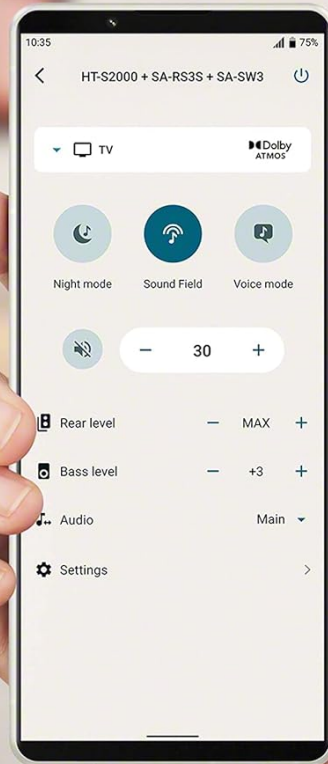 10:35
75%
HT-S2000 + SA-RS3S + SA-SW3
TV
Dolby
ATMOS
Night mode
Sound Field
Voice mode
30
Rear level
MAX
Bass level
+3
Audio
Main
Settings